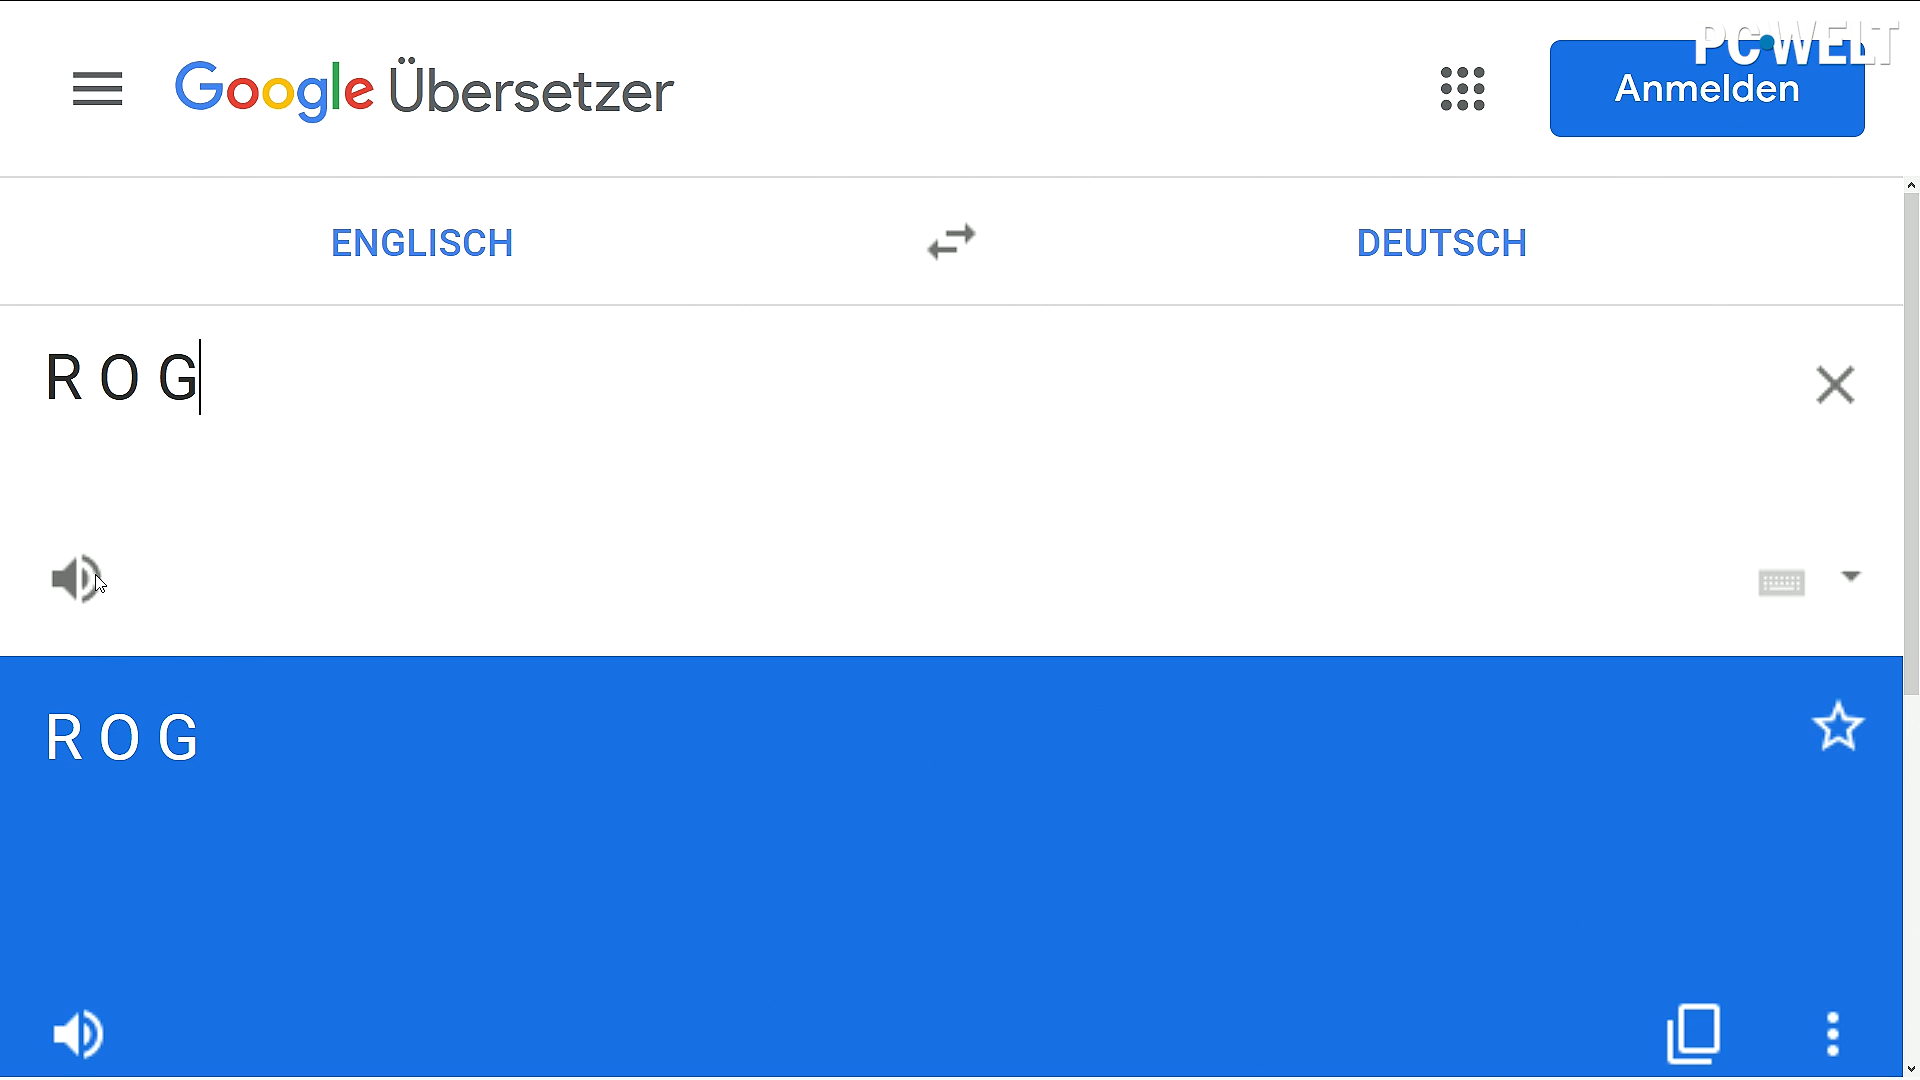 PC WELT
Google Übersetzer
Anmelden
ENGLISCH
DEUTSCH
R O G
R O G